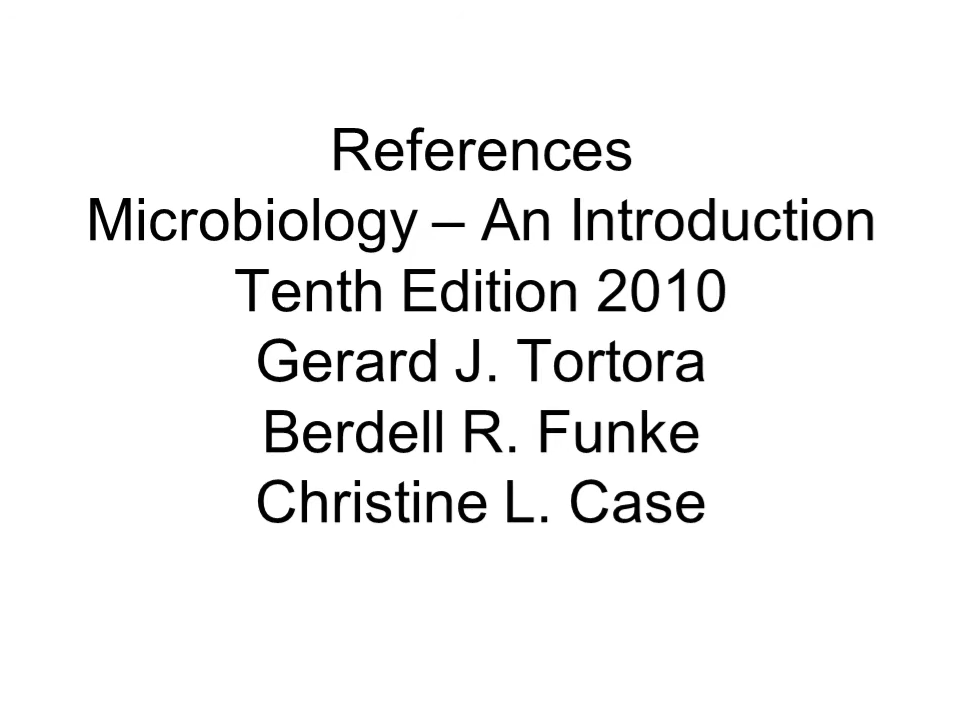 References
Microbiology – An Introduction
Tenth Edition 2010
Gerard J. Tortora
Berdell R. Funke
Christine L. Case